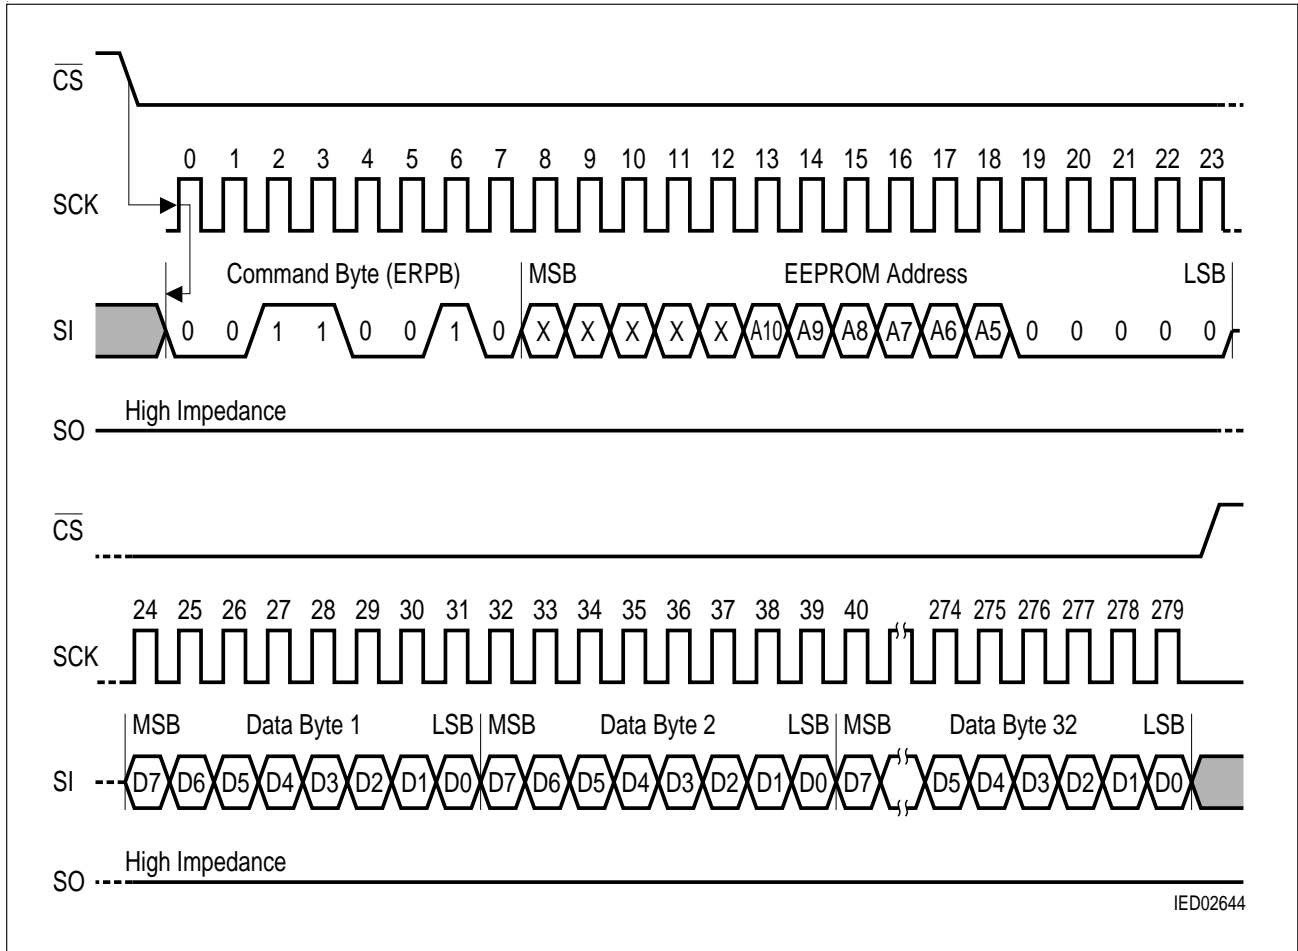 CS
0 1 2 3 4 5 6 7 8 9 10 11 12 13 14 15 16 17 18 19 20 21 22 23
SCK
Command Byte (ERPB) MSB EEPROM Address LSB
SI 0 0 1 1 0 0 1 0 X X X X X A10 A9 A8 A7 A6 A5 0 0 0 0 0
High Impedance
SO
CS
24 25 26 27 28 29 30 31 32 33 34 35 36 37 38 39 40 274 275 276 277 278 279
SCK
MSB Data Byte 1 LSB MSB Data Byte 2 LSB MSB Data Byte 32 LSB
SI D7 D6 D5 D4 D3 D2 D1 D0 D7 D6 D5 D4 D3 D2 D1 D0 D7 D5 D4 D3 D2 D1 D0
High Impedance
SO
IED02644